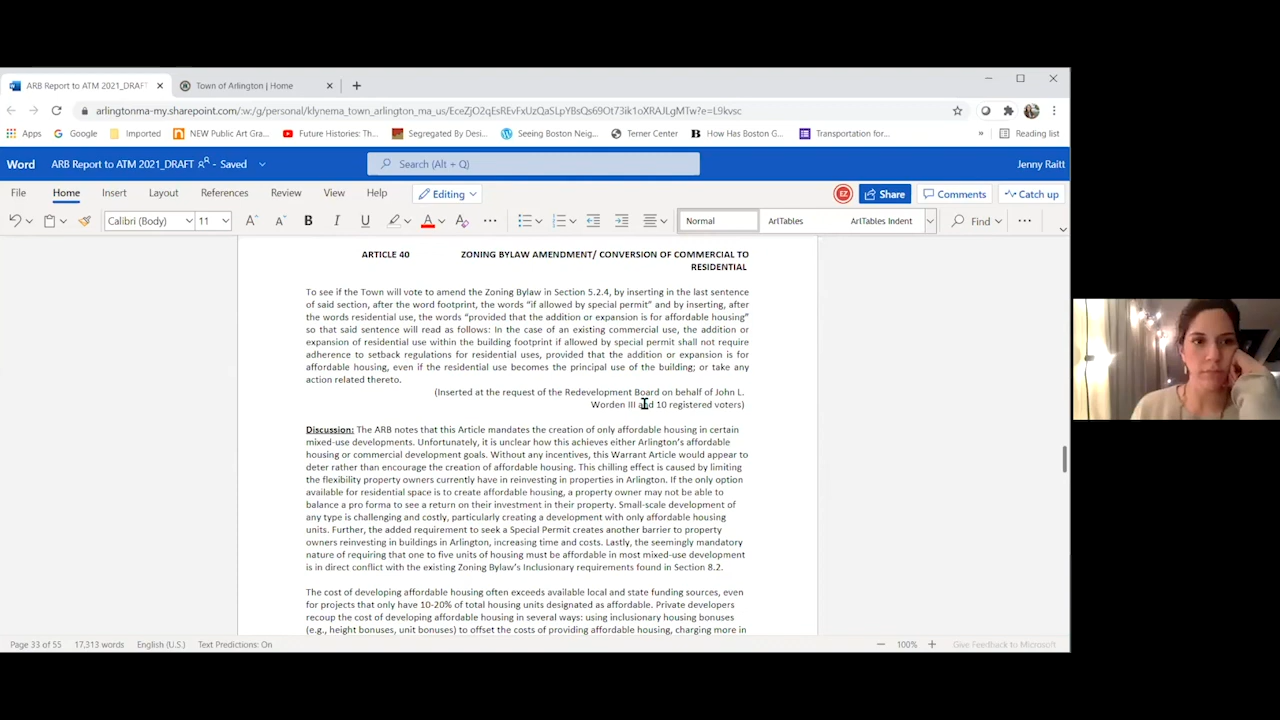 ARB Report to ATM 2021_DRAFT
Town of Arlington | Home
arlingtonma-my.sharepoint.com/:w:/g/personal/klynema_town_arlington_ma_us/EceZjO2qEsREvFxUzQaSLpYBsQs69Ot73ik1oXRAJLgMTw?e=L9kvsc
Apps Google Imported NEW Public Art Gra... Future Histories: Th... Segregated By Desi... Seeing Boston Neig... Terner Center How Has Boston G... Transportation for... » Reading list
Word ARB Report to ATM 2021_DRAFT - Saved Search (Alt + Q) Jenny Raitt
File Home Insert Layout References Review View Help Editing EZ Share Comments Catch up
Calibri (Body) 11 A A B I U A A ... Normal ArlTables ArlTables Indent Find ...
ARTICLE 40 ZONING BYLAW AMENDMENT/ CONVERSION OF COMMERCIAL TO
RESIDENTIAL
To see if the Town will vote to amend the Zoning Bylaw in Section 5.2.4, by inserting in the last sentence
of said section, after the word footprint, the words "if allowed by special permit" and by inserting, after
the words residential use, the words "provided that the addition or expansion is for affordable housing"
so that said sentence will read as follows: In the case of an existing commercial use, the addition or
expansion of residential use within the building footprint if allowed by special permit shall not require
adherence to setback regulations for residential uses, provided that the addition or expansion is for
affordable housing, even if the residential use becomes the principal use of the building; or take any
action related thereto.
(Inserted at the request of the Redevelopment Board on behalf of John L.
Worden III and 10 registered voters)
Discussion: The ARB notes that this Article mandates the creation of only affordable housing in certain
mixed-use developments. Unfortunately, it is unclear how this achieves either Arlington's affordable
housing or commercial development goals. Without any incentives, this Warrant Article would appear to
deter rather than encourage the creation of affordable housing. This chilling effect is caused by limiting
the flexibility property owners currently have in reinvesting in properties in Arlington. If the only option
available for residential space is to create affordable housing, a property owner may not be able to
balance a pro forma to see a return on their investment in their property. Small-scale development of
any type is challenging and costly, particularly creating a development with only affordable housing
units. Further, the added requirement to seek a Special Permit creates another barrier to property
owners reinvesting in buildings in Arlington, increasing time and costs. Lastly, the seemingly mandatory
nature of requiring that one to five units of housing must be affordable in most mixed-use development
is in direct conflict with the existing Zoning Bylaw's Inclusionary requirements found in Section 8.2.
The cost of developing affordable housing often exceeds available local and state funding sources, even
for projects that only have 10-20% of total housing units designated as affordable. Private developers
recoup the cost of developing affordable housing in several ways: using inclusionary housing bonuses
(e.g., height bonuses, unit bonuses) to offset the costs of providing affordable housing, charging more in
Page 33 of 55 17,313 words English (U.S.) Text Predictions: On 100% Give Feedback to Microsoft